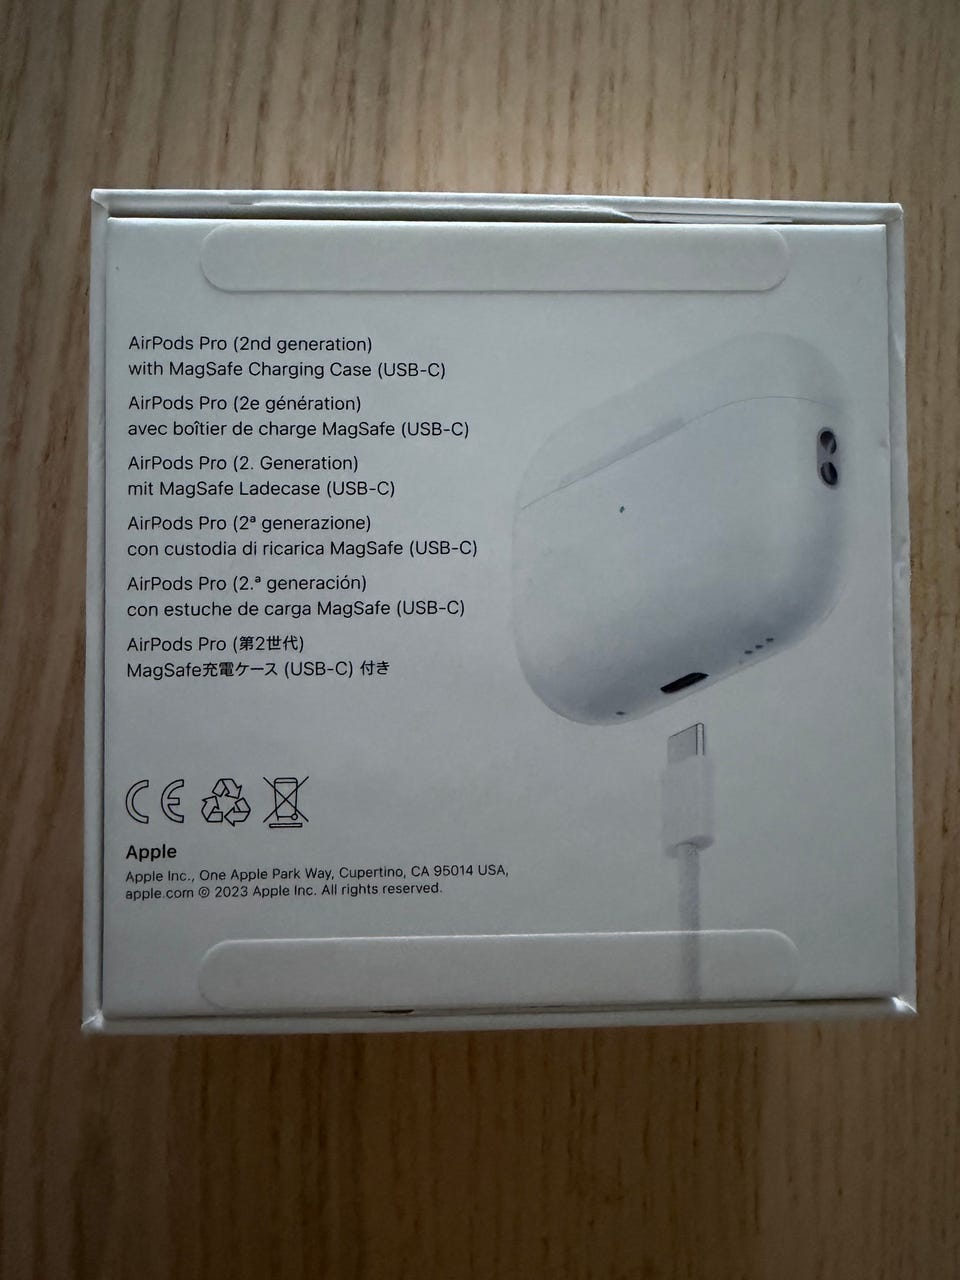 AirPods Pro (2nd generation)
with MagSafe Charging Case (USB-C)
AirPods Pro (2e génération)
avec boîtier de charge MagSafe (USB-C)
AirPods Pro (2. Generation)
mit MagSafe Ladecase (USB-C)
AirPods Pro (2ª generazione)
con custodia di ricarica MagSafe (USB-C)
AirPods Pro (2.ª generación)
con estuche de carga MagSafe (USB-C)
AirPods Pro (第2世代)
MagSafe充電ケース (USB-C) 付き
CE
Apple
Apple Inc., One Apple Park Way, Cupertino, CA 95014 USA,
apple.com © 2023 Apple Inc. All rights reserved.